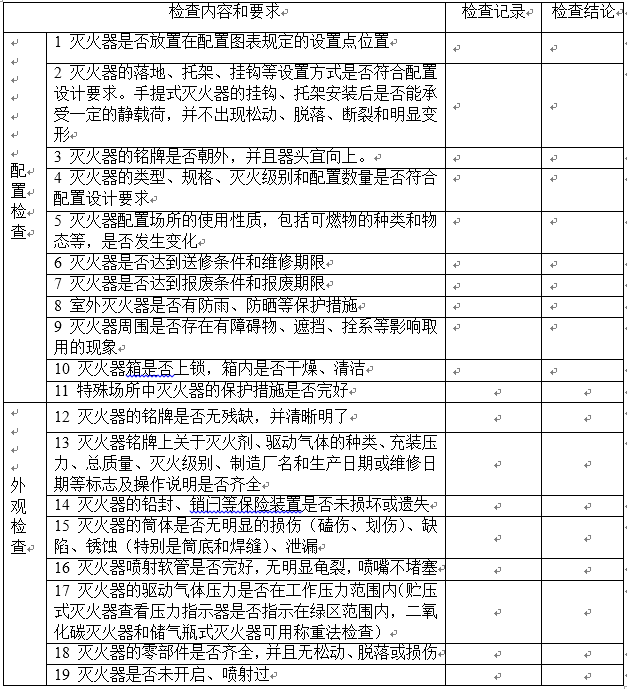 检查内容和要求 检查记录 检查结论
配置检查
1 灭火器是否放置在配置图表规定的设置点位置
2 灭火器的落地、托架、挂钩等设置方式是否符合配置
设计要求。手提式灭火器的挂钩、托架安装后是否能承
受一定的静载荷，并不出现松动、脱落、断裂和明显变
形
3 灭火器的铭牌是否朝外，并且器头宜向上。
4 灭火器的类型、规格、灭火级别和配置数量是否符合
配置设计要求
5 灭火器配置场所的使用性质，包括可燃物的种类和物
态等，是否发生变化
6 灭火器是否达到送修条件和维修期限
7 灭火器是否达到报废条件和报废期限
8 室外灭火器是否有防雨、防晒等保护措施
9 灭火器周围是否存在有障碍物、遮挡、拴系等影响取
用的现象
10 灭火器箱是否上锁，箱内是否干燥、清洁
11 特殊场所中灭火器的保护措施是否完好
外观检查
12 灭火器的铭牌是否无残缺，并清晰明了
13 灭火器铭牌上关于灭火剂、驱动气体的种类、充装压
力、总质量、灭火级别、制造厂名和生产日期或维修日
期等标志及操作说明是否齐全
14 灭火器的铅封、销闩等保险装置是否未损坏或遗失
15 灭火器的筒体是否无明显的损伤（磕伤、划伤）、缺
陷、锈蚀（特别是筒底和焊缝）、泄漏
16 灭火器喷射软管是否完好，无明显龟裂，喷嘴不堵塞
17 灭火器的驱动气体压力是否在工作压力范围内（贮压
式灭火器查看压力指示器是否指示在绿区范围内，二氧
化碳灭火器和储气瓶式灭火器可用称重法检查）
18 灭火器的零部件是否齐全，并且无松动、脱落或损伤
19 灭火器是否未开启、喷射过